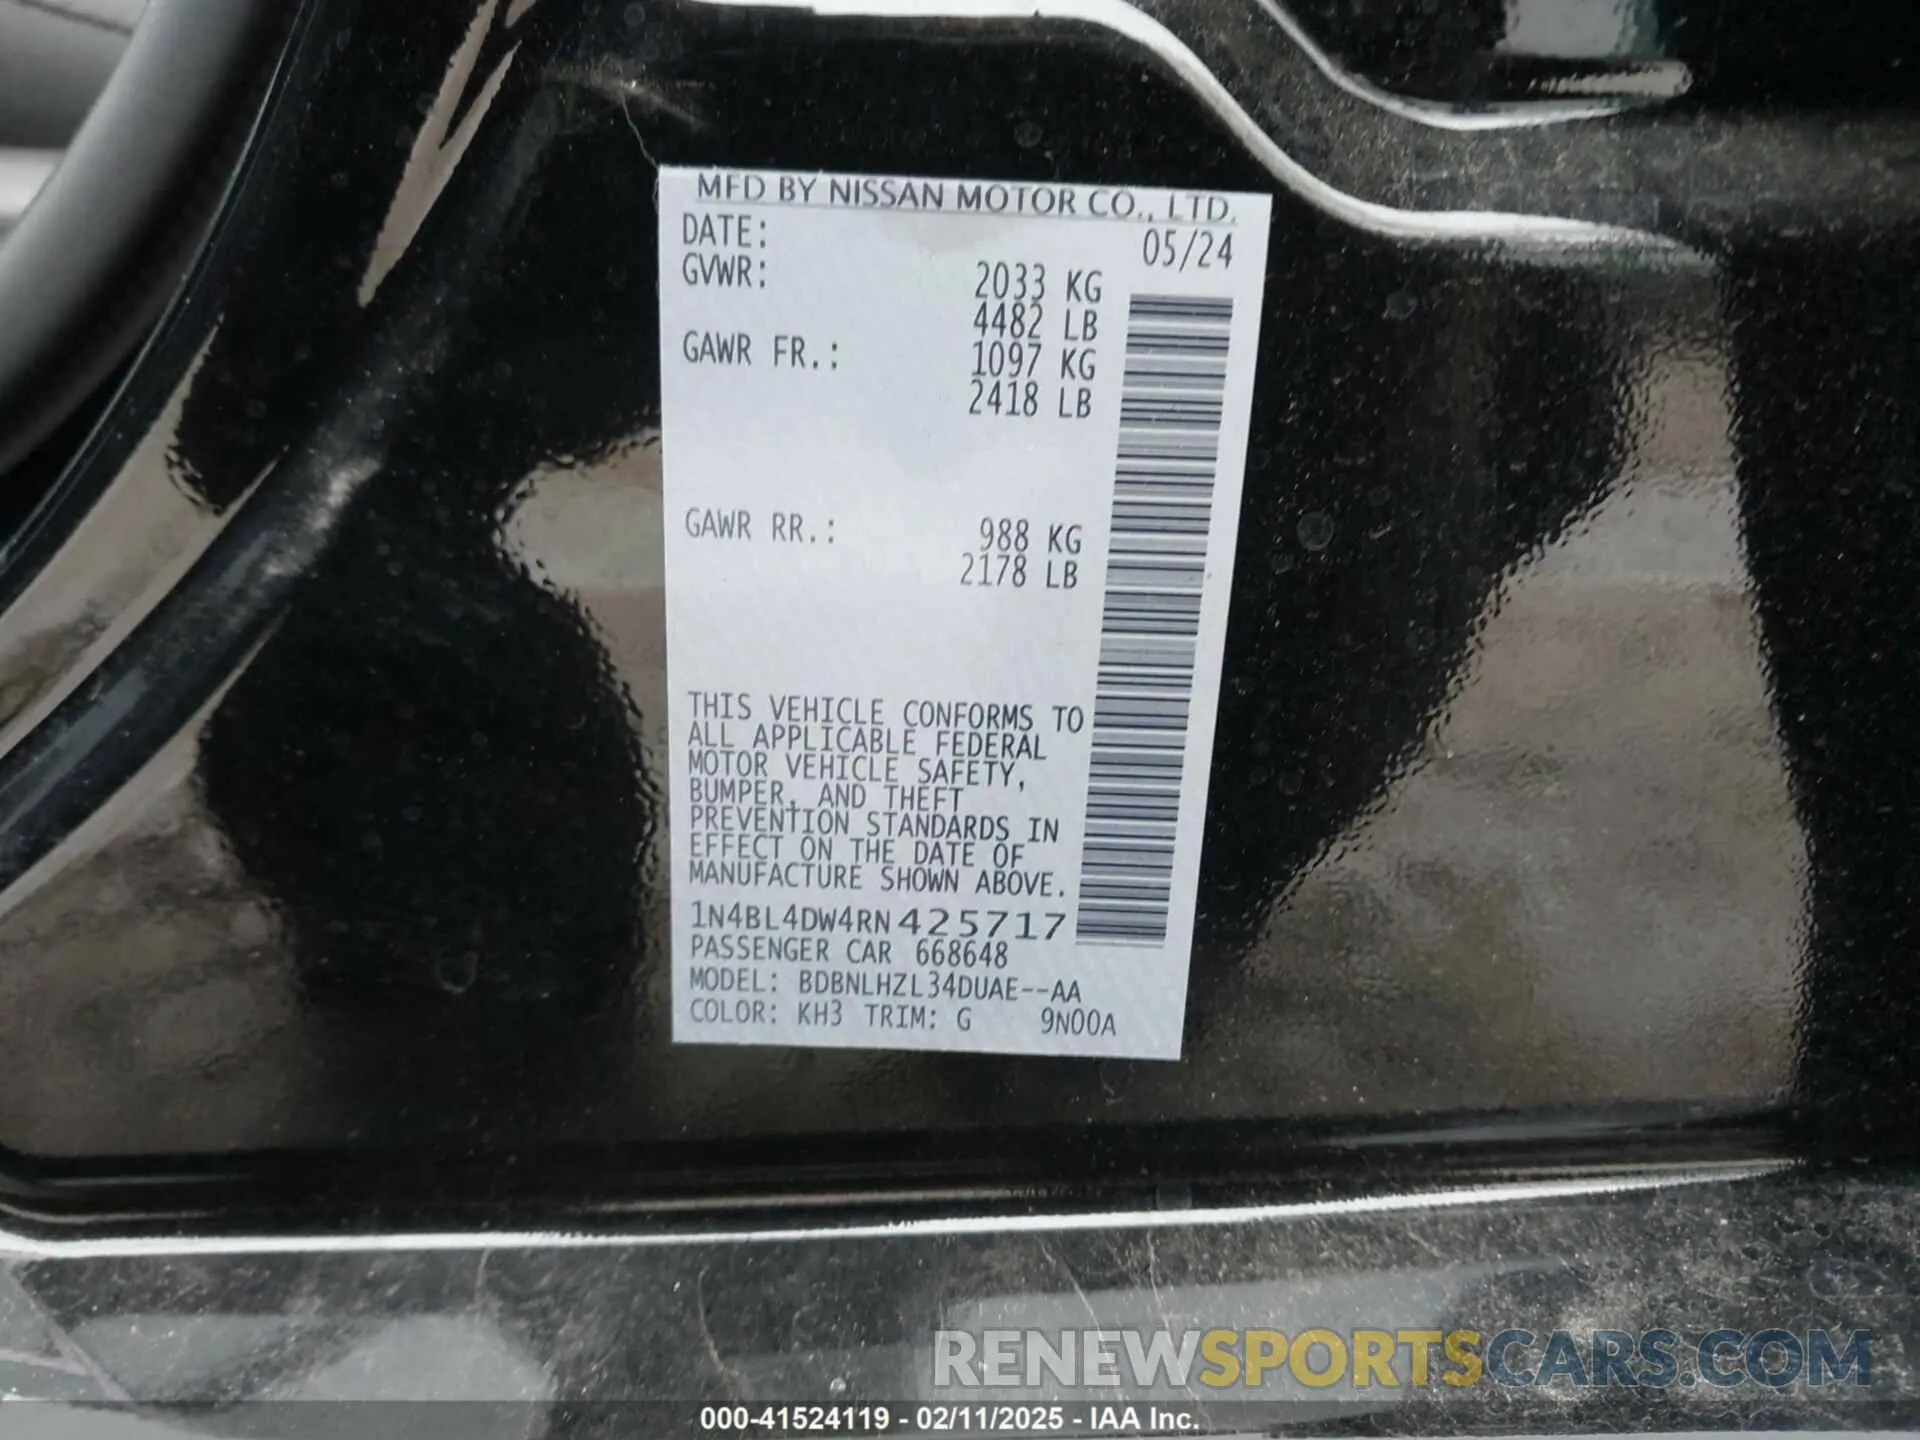 MFD BY NISSAN MOTOR CO., LTD.
DATE: 05/24
GVWR: 2033 KG
4482 LB
GAWR FR.: 1097 KG
2418 LB
GAWR RR.: 988 KG
2178 LB
THIS VEHICLE CONFORMS TO
ALL APPLICABLE FEDERAL
MOTOR VEHICLE SAFETY,
BUMPER, AND THEFT
PREVENTION STANDARDS IN
EFFECT ON THE DATE OF
MANUFACTURE SHOWN ABOVE.
1N4BL4DW4RN425717
PASSENGER CAR 668648
MODEL: BDBNLHZL34DUAE--AA
COLOR: KH3 TRIM: G 9N00A
RENEWSPORTSCARS.COM
000-41524119 - 02/11/2025 - IAA Inc.